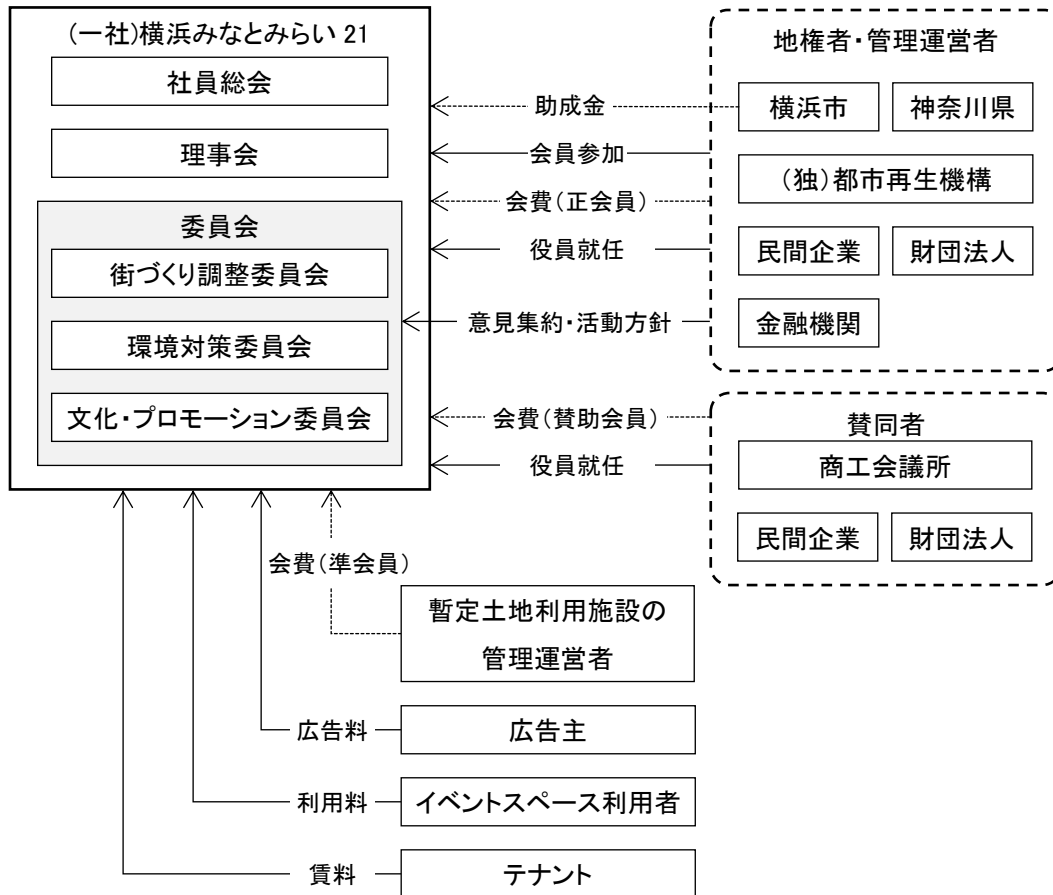 (一社)横浜みなとみらい 21
社員総会
理事会
委員会
街づくり調整委員会
環境対策委員会
文化・プロモーション委員会
助成金
会員参加
会費(正会員)
役員就任
意見集約・活動方針
会費(賛助会員)
役員就任
地権者・管理運営者
横浜市
神奈川県
(独)都市再生機構
民間企業
財団法人
金融機関
賛同者
商工会議所
民間企業
財団法人
会費(準会員)
暫定土地利用施設の
管理運営者
広告料
広告主
利用料
イベントスペース利用者
賃料
テナント